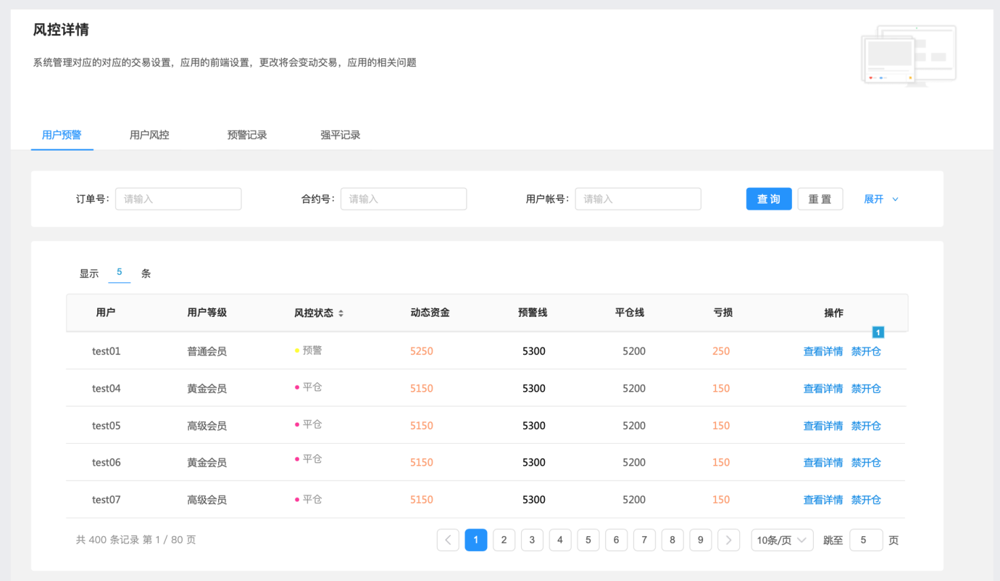 风控详情
系统管理对应的对应的交易设置，应用的前端设置，更改将会变动交易，应用的相关问题
用户预警 用户风控 预警记录 强平记录
订单号： 请输入 合约号： 请输入 用户帐号： 请输入 查 询 重 置 展开
显示 5 条
用户 用户等级 风控状态 动态资金 预警线 平仓线 亏损 操作
1
test01 普通会员 预警 5250 5300 5200 250 查看详情 禁开仓
test04 黄金会员 平仓 5150 5300 5200 150 查看详情 禁开仓
test05 高级会员 平仓 5150 5300 5200 150 查看详情 禁开仓
test06 黄金会员 平仓 5150 5300 5200 150 查看详情 禁开仓
test07 高级会员 平仓 5150 5300 5200 150 查看详情 禁开仓
共 400 条记录 第 1 / 80 页 1 2 3 4 5 6 7 8 9 10条/页 跳至 5 页